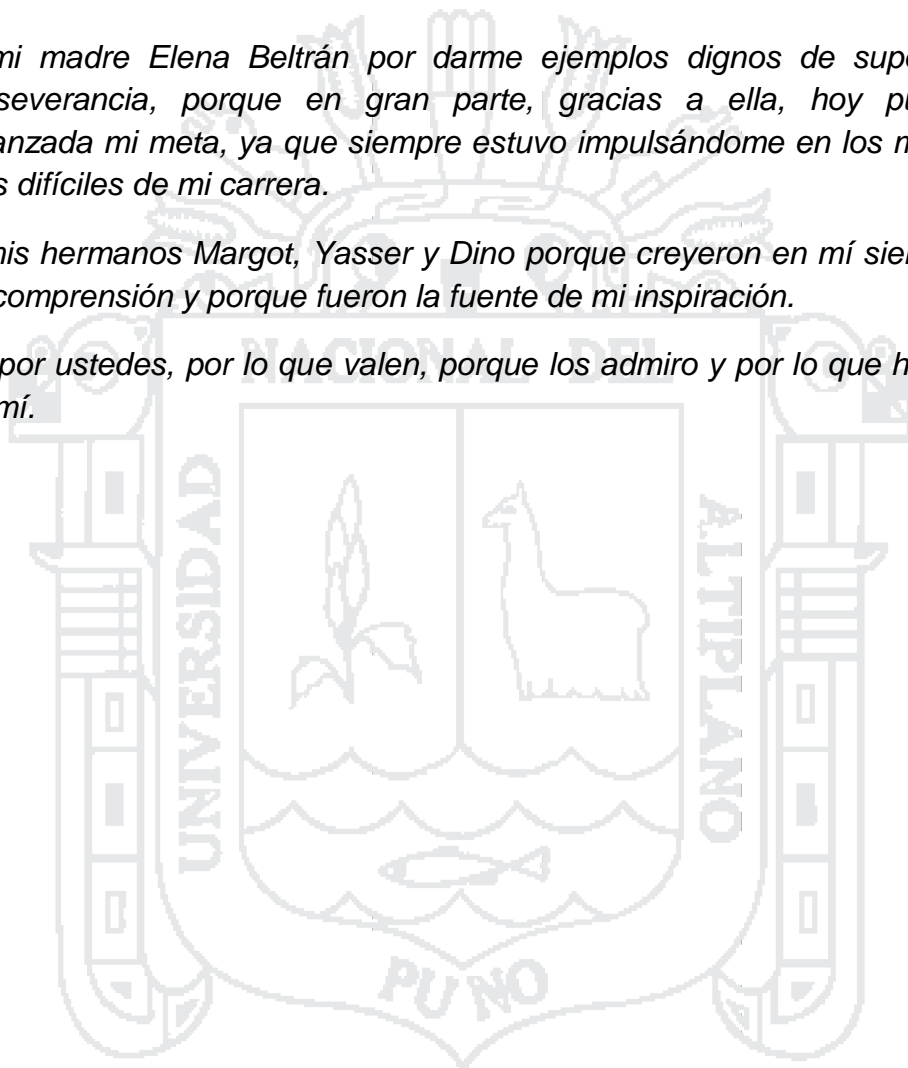 mi madre Elena Beltrán por darme ejemplos dignos de supe
severancia, porque en gran parte, gracias a ella, hoy pu
anzada mi meta, ya que siempre estuvo impulsándome en los m
s difíciles de mi carrera.
mis hermanos Margot, Yasser y Dino porque creyeron en mí sie
comprensión y porque fueron la fuente de mi inspiración.
NACIONAL DEL
por ustedes, por lo que valen, porque los admiro y por lo que h
mí.
UNIVERSIDAD
ALTIPLANO
PUNO